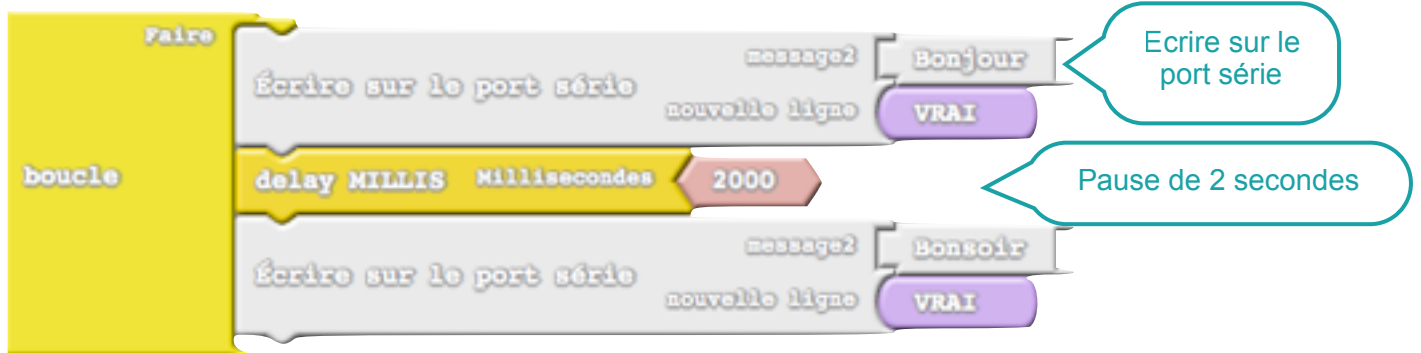 Faire
message2 Bonjour
Écrire sur le port série
nouvelle ligne VRAI
Ecrire sur le
port série
boucle
delay MILLIS Millisecondes 2000
Pause de 2 secondes
message2 Bonsoir
Écrire sur le port série
nouvelle ligne VRAI